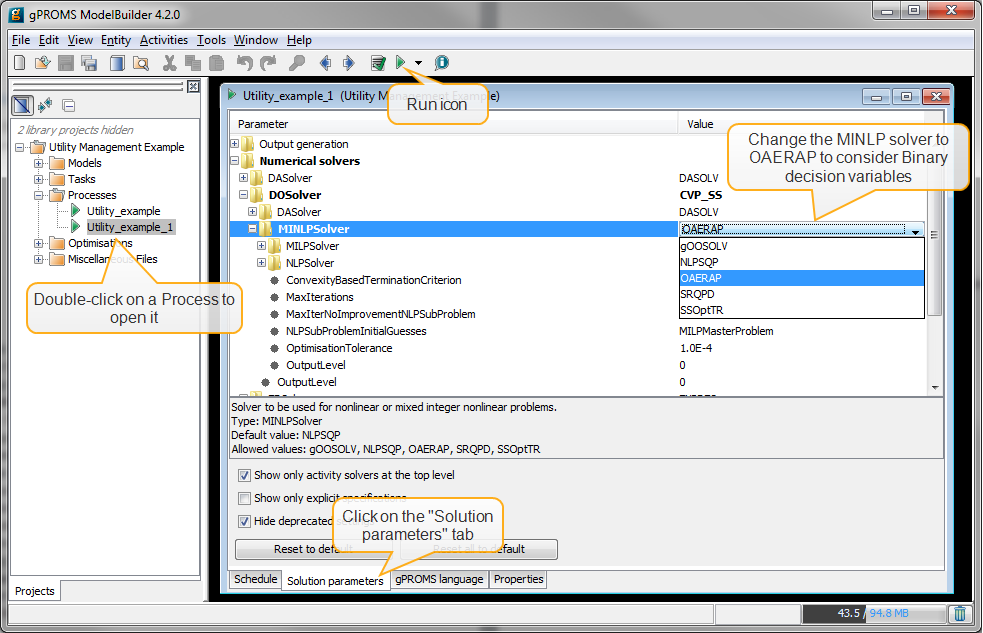 gPROMS ModelBuilder 4.2.0
File Edit View Entity Activities Tools Window Help
Run icon
2 library projects hidden
Utility Management Example
Models
Tasks
Processes
Utility_example
Utility_example_1
Optimisations
Miscellaneous Files
Double-click on a Process to
open it
Projects
Utility_example_1 (Utility Management Example)
Parameter Value
Output generation
Numerical solvers
Change the MINLP solver to
OAERAP to consider Binary
decision variables
DASolver DASOLV
DOSolver CVP_SS
DASolver DASOLV
MINLPSolver OAERAP
gOOSOLV
NLPSQP
OAERAP
SRQPD
SSOptTR
MILPSolver
NLPSolver
ConvexityBasedTerminationCriterion
MaxIterations
MaxIterNoImprovementNLPSubProblem
NLPSubProblemInitialGuesses MILPMasterProblem
OptimisationTolerance 1.0E-4
OutputLevel 0
OutputLevel 0
Solver to be used for nonlinear or mixed integer nonlinear problems.
Type: MINLPSolver
Default value: NLPSQP
Allowed values: gOOSOLV, NLPSQP, OAERAP, SRQPD, SSOptTR
Show only activity solvers at the top level
Show only explicit specifications
Hide deprecated settings
Click on the "Solution
parameters" tab
Reset to default Reset all to default
Schedule Solution parameters gPROMS language Properties
43.5 / 94.8 MB